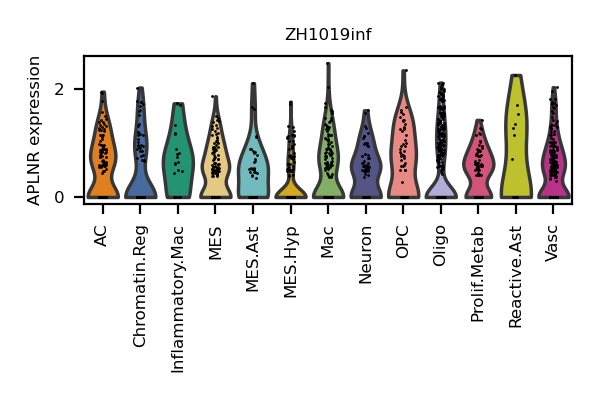 ZH1019inf
APLNR expression
2
0
AC
Chromatin.Reg
Inflammatory.Mac
MES
MES.Ast
MES.Hyp
Mac
Neuron
OPC
Oligo
Prolif.Metab
Reactive.Ast
Vasc